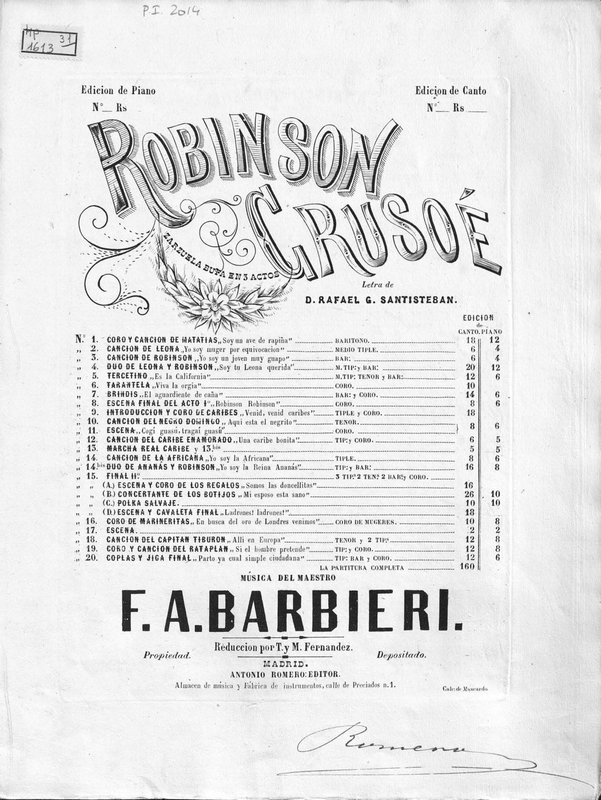 P.I. 2014
MP
1613 31
Edicion de Piano
Nº Rs
Edicion de Canto
Nº Rs
ROBINSON
CRUSOÉ
ZARZUELA BUFA EN 3 ACTOS
Letra de
D. RAFAEL G. SANTISTEBAN.
EDICION
de
CANTO. PIANO
Nº 1. CORO Y CANCION DE MATATIAS „Soy un ave de rapiña" BARITONO. 18 12
„ 2. CANCION DE LEONA „Yo soy muger por equivocacion" MEDIO TIPLE. 6 4
„ 3. CANCION DE ROBINSON „Yo soy un joven muy guapo" BAR: 6 4
„ 4. DUO DE LEONA Y ROBINSON „Soy tu Leona querida" M. TIP: y BAR: 20 12
„ 5. TERCETINO „Es la California" M. TIP: TENOR y BAR: 12 6
„ 6. TARANTELA „Viva la orgia" CORO. 10
„ 7. BRINDIS „El aguardiente de caña" BAR: y CORO. 14 6
„ 8. ESCENA FINAL DEL ACTO 1º „Robinson Robinson" CORO. 8 6
„ 9. INTRODUCCION Y CORO DE CARIBES „Venid, venid caribes" TIPLE y CORO. 18
„ 10. CANCION DEL NEGRO DOMINGO „Aqui esta el negrito" TENOR
„ 11. ESCENA „Cogí guasú, tragaí guasú" CORO. } 8 6
„ 12. CANCION DEL CARIBE ENAMORADO „Una caribe bonita" TIP: y CORO. 6 5
„ 13. MARCHA REAL CARIBE y 13.bis 5 5
„ 14. CANCION DE LA AFRICANA „Yo soy la Africana" TIPLE. 8 6
„ 14.bis DUO DE ANANÁS Y ROBINSON „Yo soy la Reina Ananás" TIP: y BAR: 16 8
„ 15. FINAL IIº 3 TIP.s 2 TEN.s 2 BAR.s y CORO.
„ „ (A.) ESCENA Y CORO DE LOS REGALOS „Somos las doncellitas" 16
„ „ (B.) CONCERTANTE DE LOS BOTIJOS „Mi esposo esta sano" 26 10
„ „ (C.) POLKA SALVAJE. 10 10
„ „ (D.) ESCENA Y CAVALETA FINAL „Ladrones! ladrones!" 18
„ 16. CORO DE MARINERITAS „En busca del oro de Londres venimos" CORO DE MUGERES. 10 8
„ 17. ESCENA. 2 2
„ 18. CANCION DEL CAPITAN TIBURON „Alli en Europa" TENOR y 2 TIP.s 12 8
„ 19. CORO Y CANCION DEL RATAPLAN „Si el hombre pretende" TIP: y CORO. 12 8
„ 20. COPLAS Y JIGA FINAL „Parto ya cual simple ciudadana" TIP: BAR y CORO. 12 6
LA PARTITURA COMPLETA 160
MÚSICA DEL MAESTRO
F. A. BARBIERI.
Reduccion por T. y M. Fernandez.
Propiedad. Depositado.
MADRID.
ANTONIO ROMERO: EDITOR.
Almacen de música y Fábrica de instrumentos, calle de Preciados n. 1.
Calc: de Mascardo
Romero